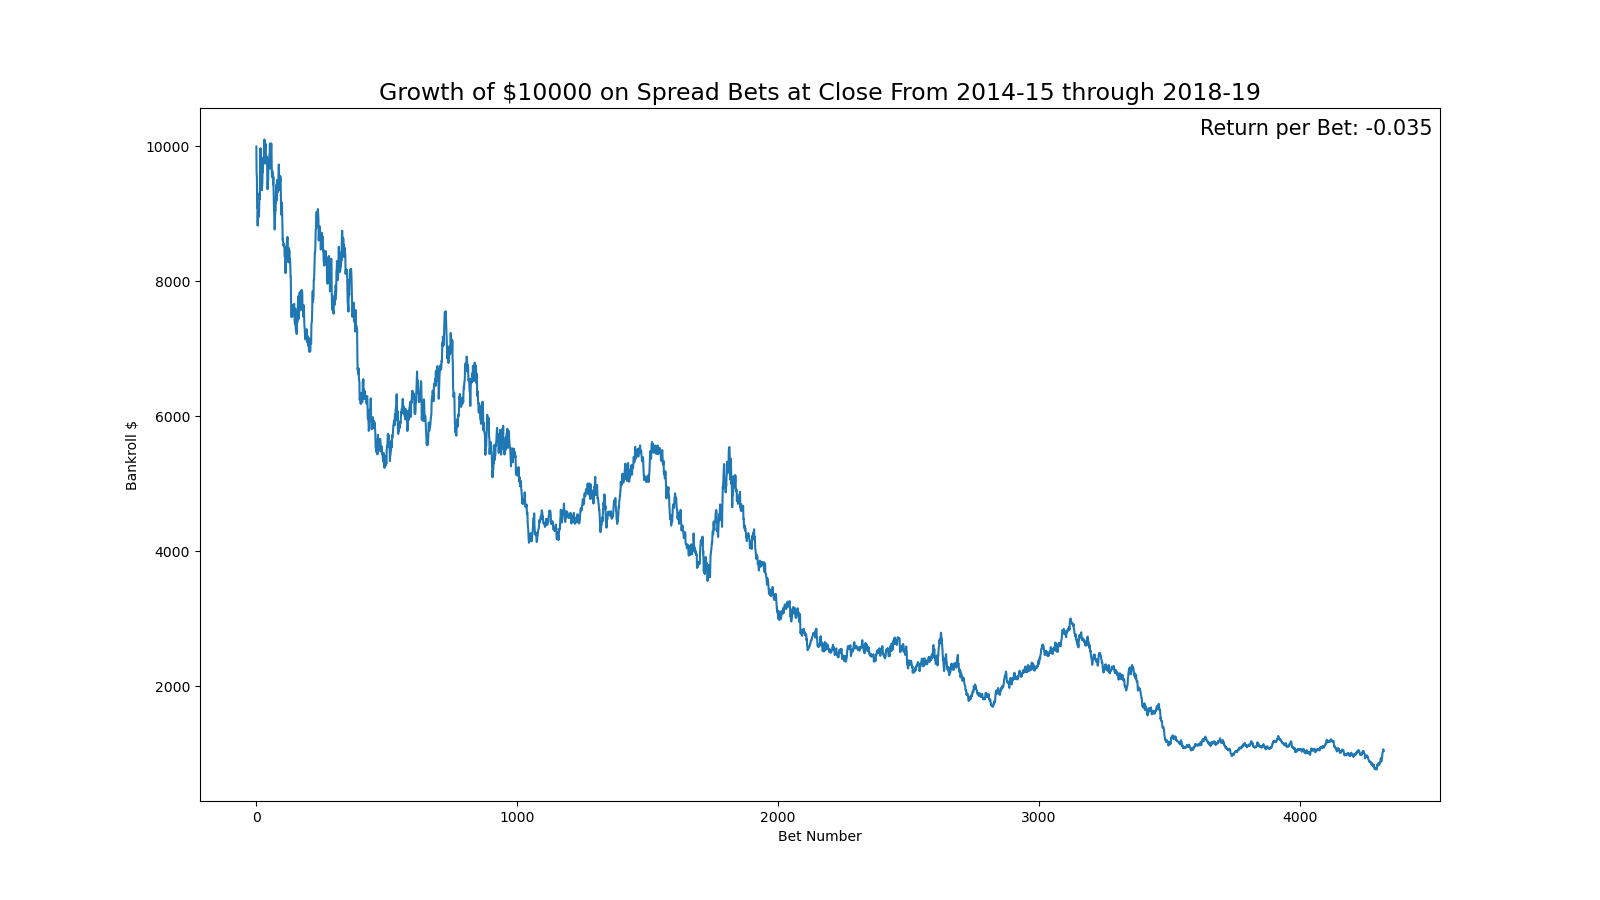 Growth of $10000 on Spread Bets at Close From 2014-15 through 2018-19
Return per Bet: -0.035
10000
8000
6000
4000
2000
Bankroll $
0 1000 2000 3000 4000
Bet Number